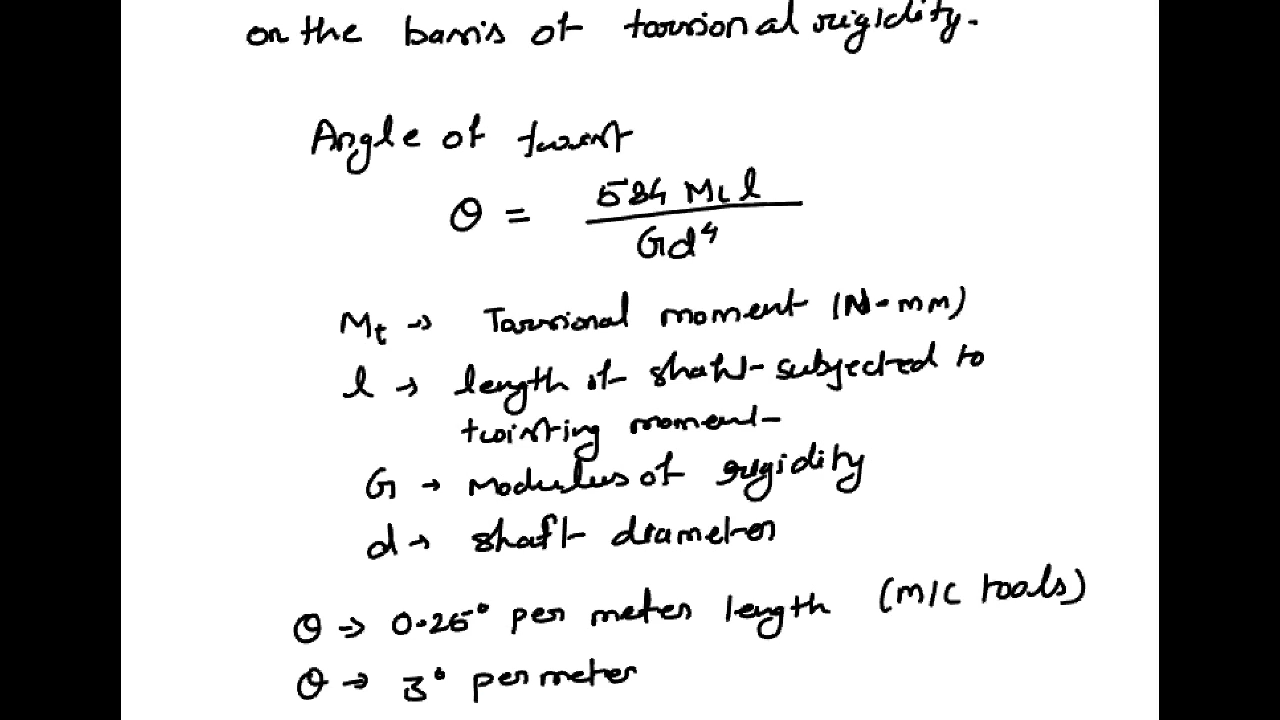 on the basis of torsional rigidity.
Angle of twist
θ = 584 Mt l / Gd⁴
Mt → Torsional moment (N-mm)
l → length of shaft subjected to
twisting moment
G → Modulus of rigidity
d → shaft diameter
θ → 0.25° per meter length (M/C tools)
θ → 3° per meter